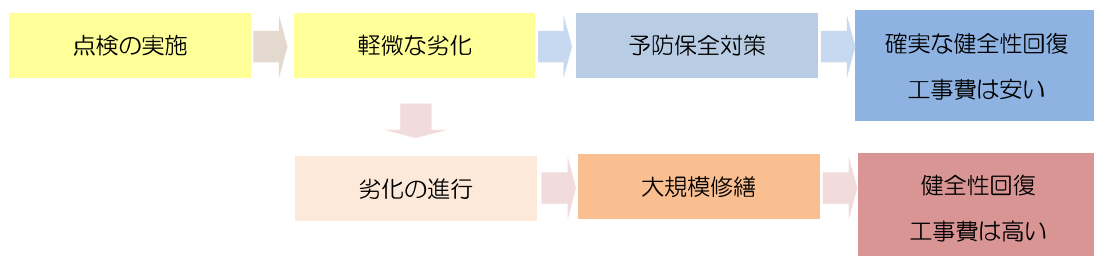 点検の実施
軽微な劣化
予防保全対策
確実な健全性回復
工事費は安い
劣化の進行
大規模修繕
健全性回復
工事費は高い